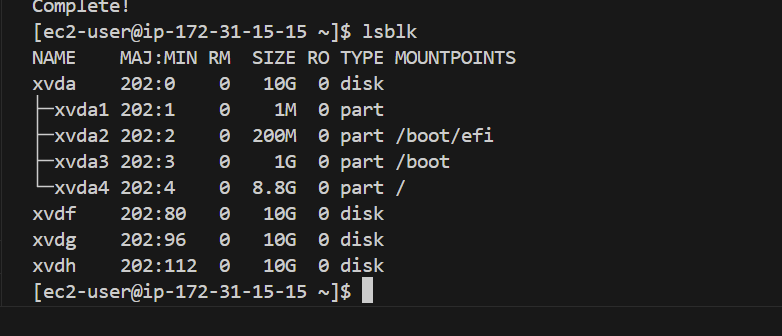 Complete!
[ec2-user@ip-172-31-15-15 ~]$ lsblk
NAME    MAJ:MIN RM  SIZE RO TYPE MOUNTPOINTS
xvda    202:0    0   10G  0 disk
├─xvda1 202:1    0    1M  0 part
├─xvda2 202:2    0  200M  0 part /boot/efi
├─xvda3 202:3    0    1G  0 part /boot
└─xvda4 202:4    0  8.8G  0 part /
xvdf    202:80   0   10G  0 disk
xvdg    202:96   0   10G  0 disk
xvdh    202:112  0   10G  0 disk
[ec2-user@ip-172-31-15-15 ~]$